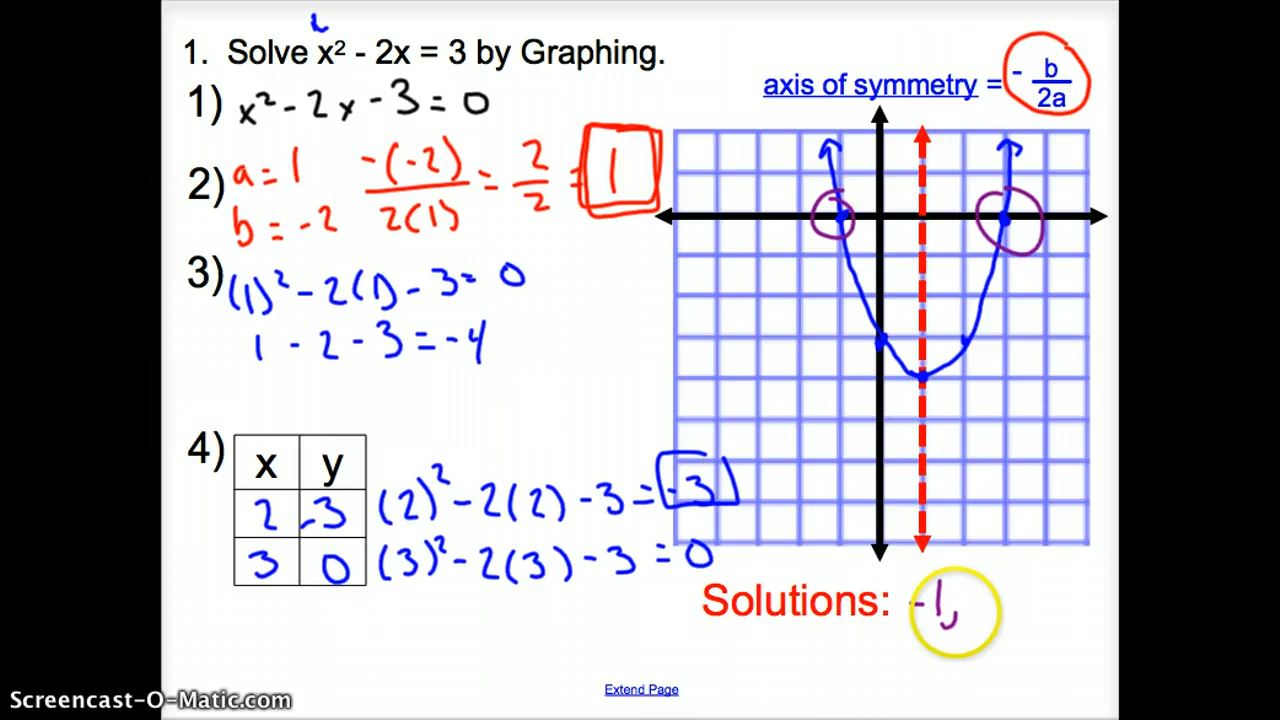 1. Solve x² - 2x = 3 by Graphing.
axis of symmetry = - b/2a
1) x² - 2x - 3 = 0
2) a = 1 -(-2)/2(1) = 2/2 = 1
b = -2
3) (1)² - 2(1) - 3 = 0
1 - 2 - 3 = -4
4) x y
2 -3 (2)² - 2(2) - 3 = -3
3 0 (3)² - 2(3) - 3 = 0
Solutions: -1,
Extend Page
Screencast-O-Matic.com